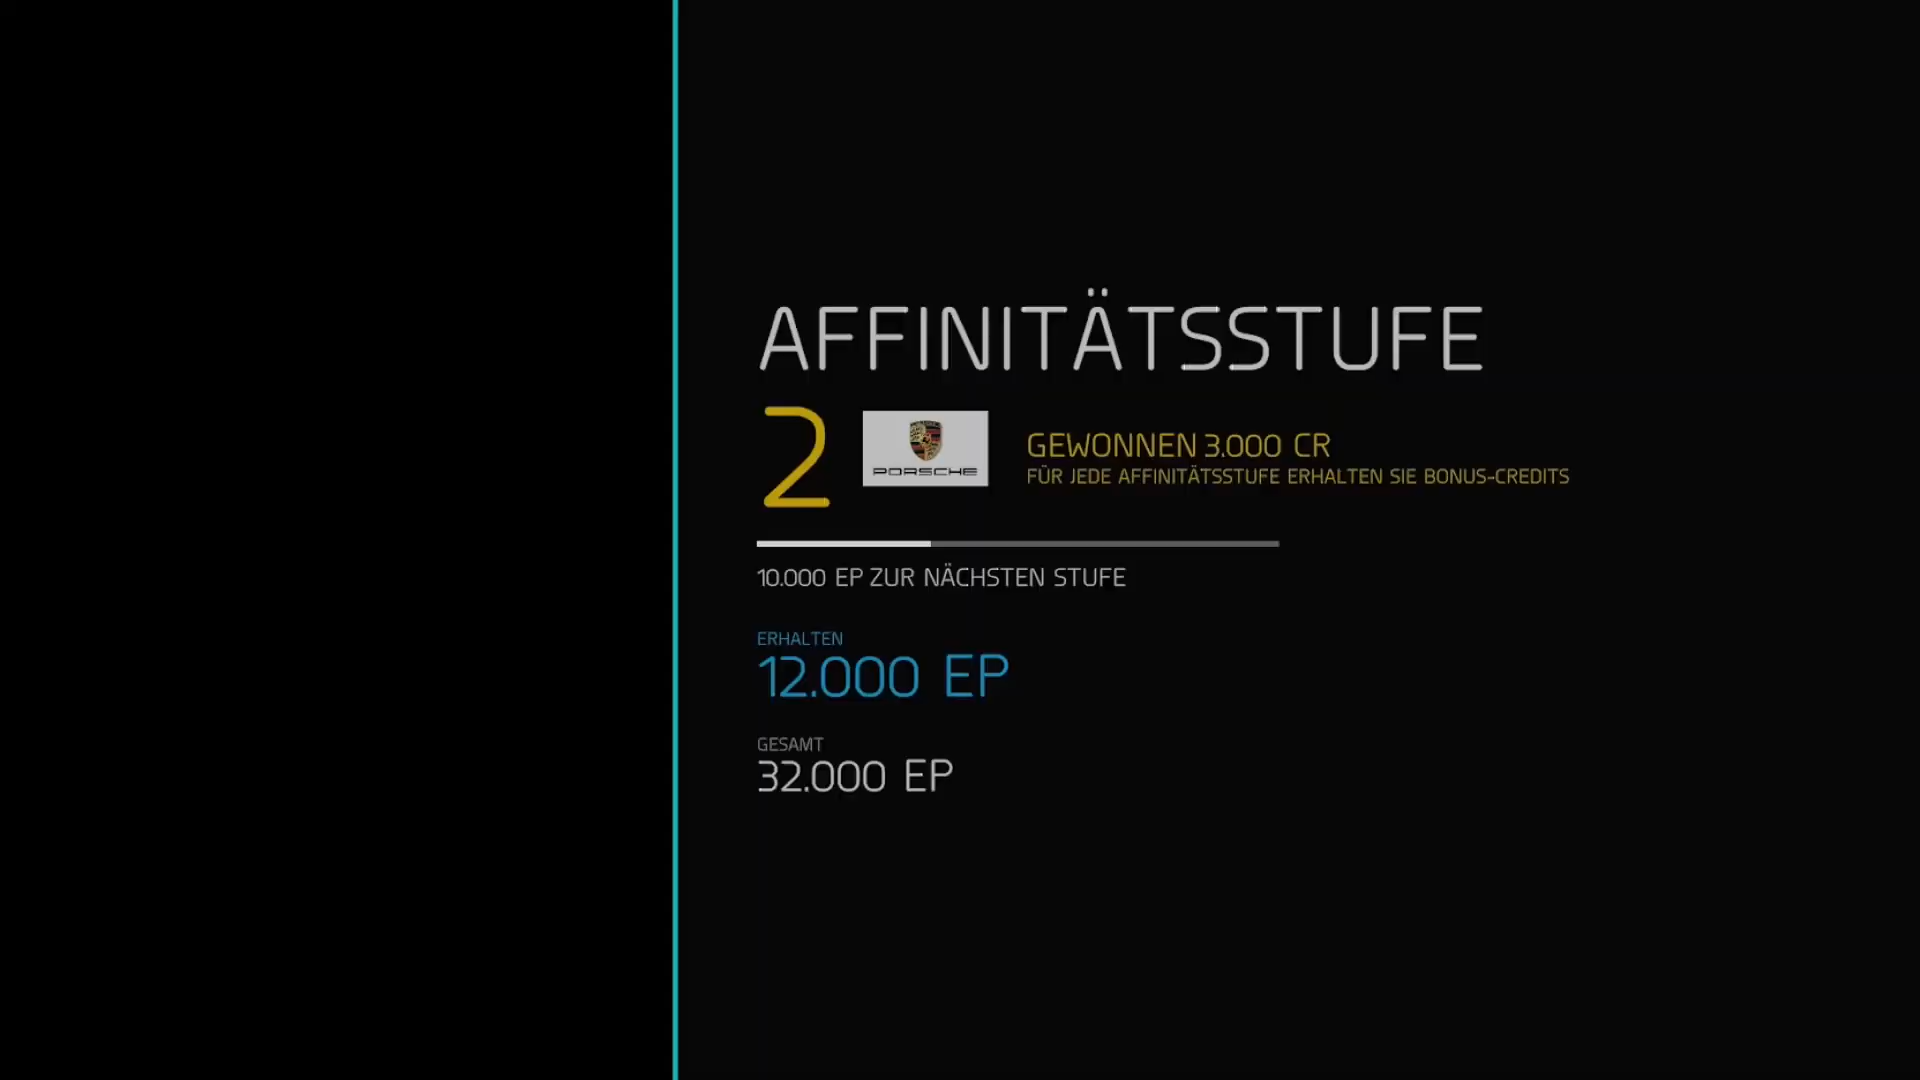 AFFINITÄTSSTUFE
2
PORSCHE
GEWONNEN 3.000 CR
FÜR JEDE AFFINITÄTSSTUFE ERHALTEN SIE BONUS-CREDITS
10.000 EP ZUR NÄCHSTEN STUFE
ERHALTEN
12.000 EP
GESAMT
32.000 EP